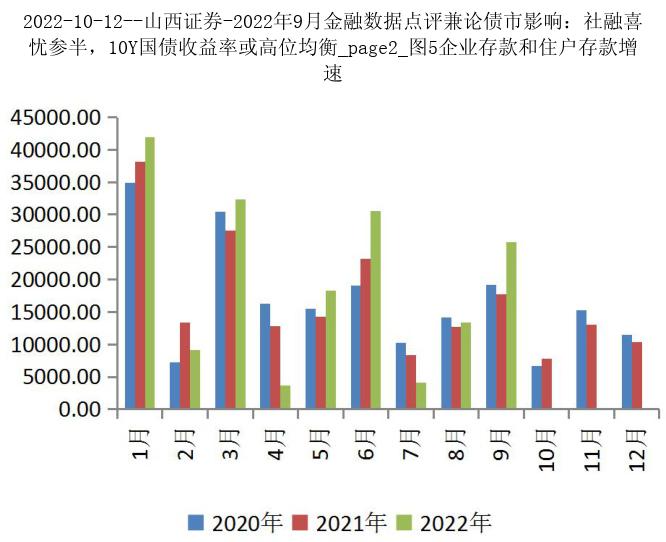 2022-10-12--山西证券-2022年9月金融数据点评兼论债市影响：社融喜
忧参半，10Y国债收益率或高位均衡_page2_图5企业存款和住户存款增
速
45000.00
40000.00
35000.00
30000.00
25000.00
20000.00
15000.00
10000.00
5000.00
0.00
1月
2月
3月
4月
5月
6月
7月
8月
9月
10月
11月
12月
2020年 2021年 2022年